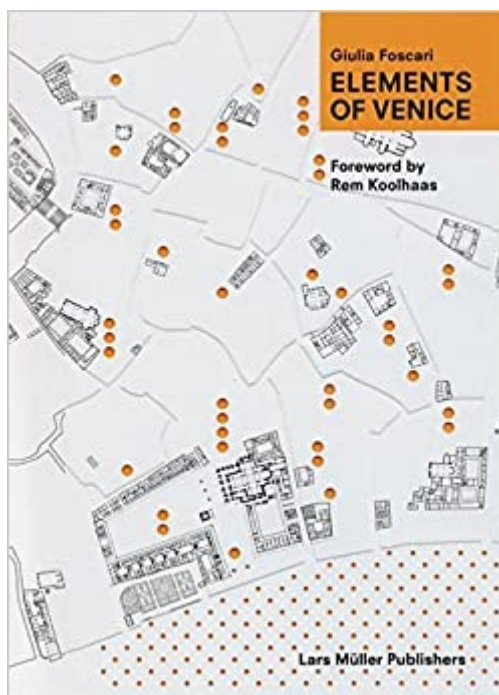 Giulia Foscari
ELEMENTS
OF VENICE
Foreword by
Rem Koolhaas
Lars Müller Publishers